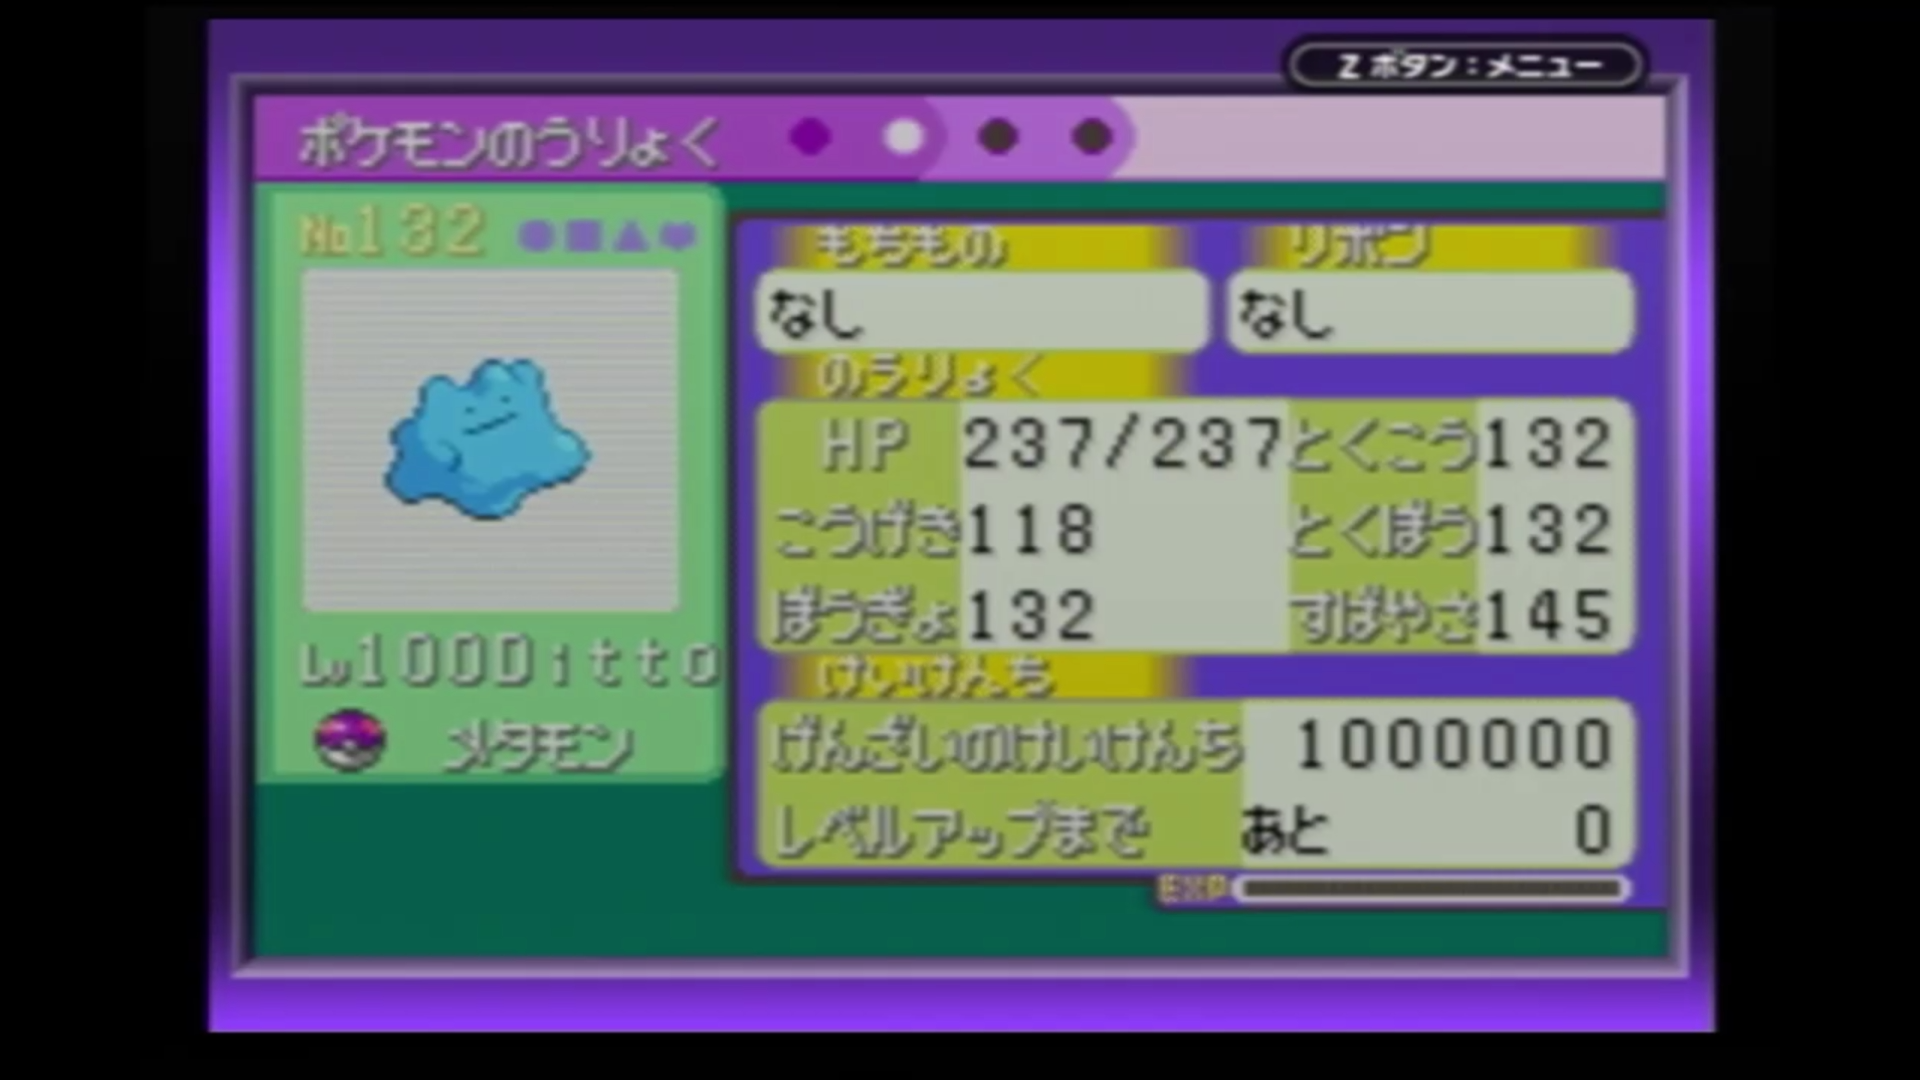 Z ボタン：メニュー
ポケモンのうりょく
No132
もちもの リボン
なし なし
のうりょく
HP 237/237 とくこう 132
こうげき 118 とくぼう 132
ぼうぎょ 132 すばやさ 145
Lv100Ditto
けいけんち
メタモン
げんざいのけいけんち 1000000
レベルアップまで あと 0
EXP